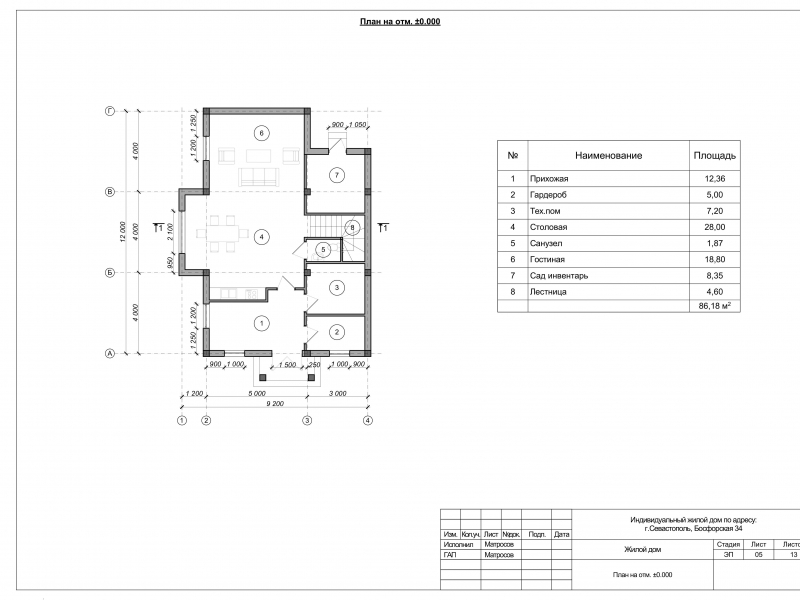 План на отм. ±0.000
900 1 050
Г
1 250
1 200
4 000
6
7
№ Наименование Площадь
1 Прихожая 12,36
2 Гардероб 5,00
3 Тех.пом 7,20
4 Столовая 28,00
5 Санузел 1,87
6 Гостиная 18,80
7 Сад инвентарь 8,35
8 Лестница 4,60
86,18 м²
В
12 000
4 000
2 100
950
1
4
5
8
1
Б
4 000
1 200
1 250
3
1
2
А
900 1 000 1 500 250 1 000 900
1 200 5 000 3 000
9 200
1 2 3 4
Изм. Кол.уч. Лист №док. Подп. Дата
Исполнил Матросов
ГАП Матросов
Индивидуальный жилой дом по адресу:
г.Севастополь, Босфорская 34
Жилой дом
Стадия Лист Листо
ЭП 05 13
План на отм. ±0.000